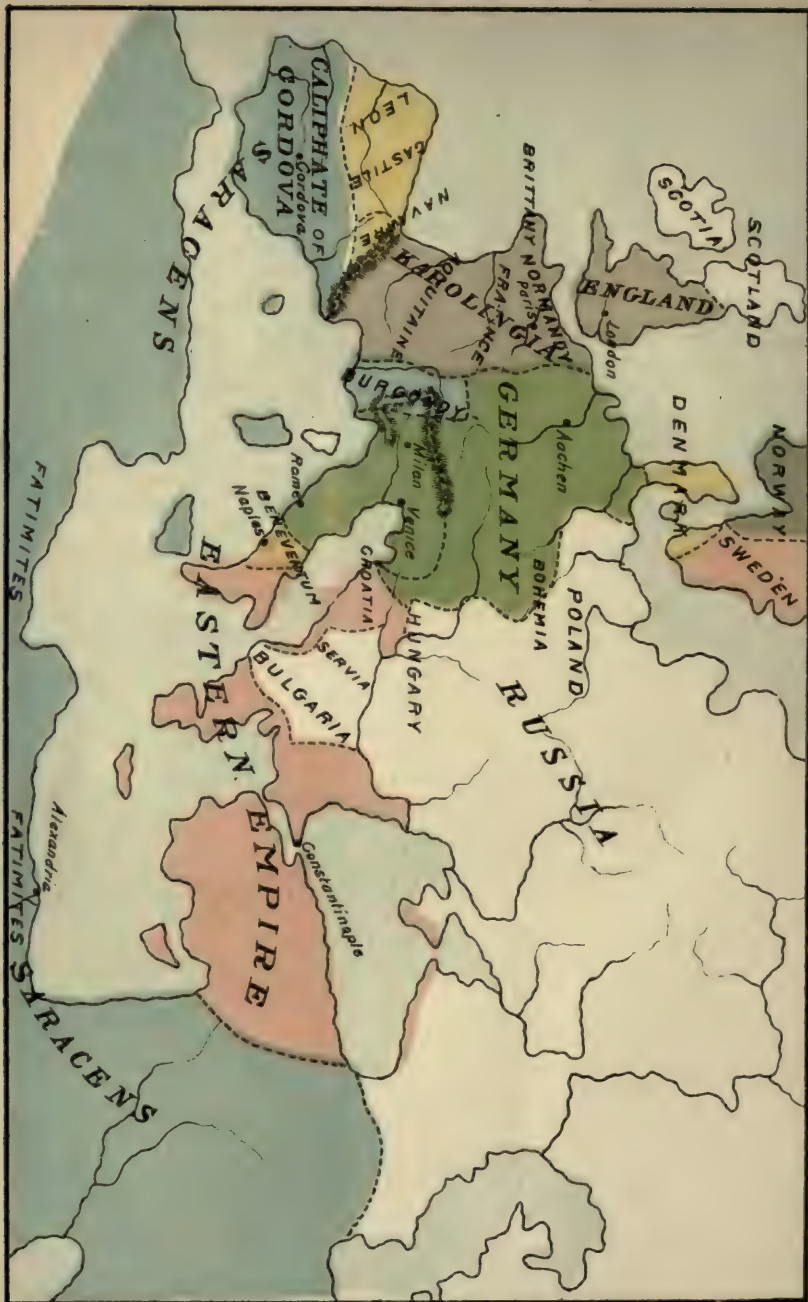 SCOTLAND
SCOTIA
NORWAY
SWEDEN
DENMARK
ENGLAND
London
BRITTANY
NORMANDY
Paris
FRANCE
KAROLINGIA
AQUITAINE
GERMANY
Aachen
BOHEMIA
POLAND
RUSSIA
HUNGARY
BURGUNDY
Milan
Venice
CROATIA
SERVIA
BULGARIA
NAVARRE
CASTILE
LEON
CALIPHATE OF
CORDOVA
Cordova
Rome
BENEVENTUM
Naples
EASTERN EMPIRE
Constantinaple
SARACENS
FATIMITES
Alexandria
FATIMITES
SARACENS